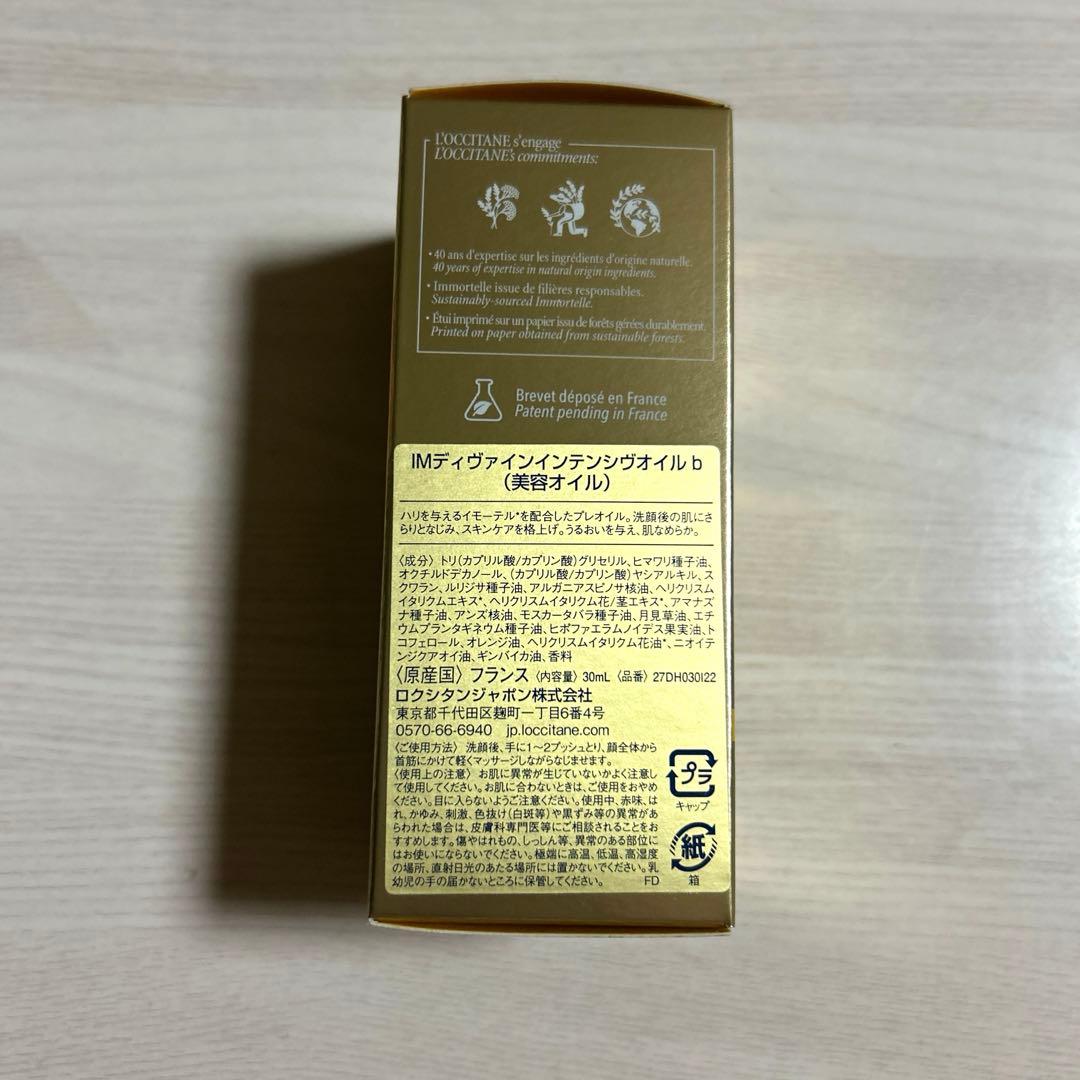 L'OCCITANE s'engage
L'OCCITANE's commitments:
• 40 ans d'expertise sur les ingrédients d'origine naturelle.
40 years of expertise in natural origin ingredients.
• Immortelle issue de filières responsables.
Sustainably-sourced Immortelle.
• Étui imprimé sur un papier issu de forêts gérées durablement.
Printed on paper obtained from sustainable forests.
Brevet déposé en France
Patent pending in France
IMディヴァインインテンシヴオイル b
(美容オイル)
ハリを与えるイモーテル*を配合したプレオイル。洗顔後の肌にさ
らりとなじみ、スキンケアを格上げ。うるおいを与え、肌なめらか。
〈成分〉トリ(カプリル酸/カプリン酸)グリセリル、ヒマワリ種子油、
オクチルドデカノール、(カプリル酸/カプリン酸)ヤシアルキル、ス
クワラン、ルリジサ種子油、アルガニアスピノサ核油、ヘリクリスム
イタリクムエキス*、ヘリクリスムイタリクム花/茎エキス*、アマナズ
ナ種子油、アンズ核油、モスカータバラ種子油、月見草油、エチ
ウムプランタギネウム種子油、ヒポファエラムノイデス果実油、ト
コフェロール、オレンジ油、ヘリクリスムイタリクム花油*、ニオイテ
ンジクアオイ油、ギンバイカ油、香料
〈原産国〉フランス 〈内容量〉30mL 〈品番〉27DH030I22
ロクシタンジャポン株式会社
東京都千代田区麹町一丁目6番4号
0570-66-6940 jp.loccitane.com
〈ご使用方法〉洗顔後、手に1〜2プッシュとり、顔全体から
首筋にかけて軽くマッサージしながらなじませます。
〈使用上の注意〉お肌に異常が生じていないかよく注意し
て使用してください。お肌に合わないときは、ご使用をおやめ
ください。目に入らないようご注意ください。使用中、赤味、は
れ、かゆみ、刺激、色抜け(白斑等)や黒ずみ等の異常があ
らわれた場合は、皮膚科専門医等にご相談されることをお
すすめします。傷やはれもの、しっしん等、異常のある部位に
はお使いにならないでください。極端に高温、低温、高湿度
の場所、直射日光のあたる場所には置かないでください。乳
幼児の手の届かないところに保管してください。
FD
プラ
キャップ
紙
箱